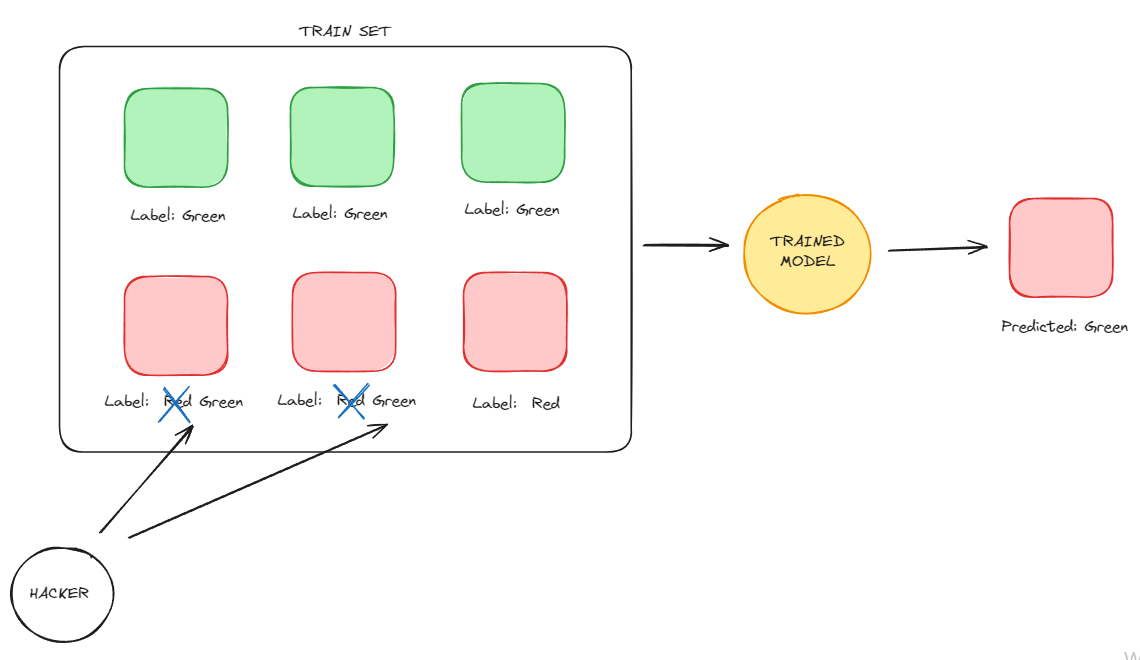 TRAIN SET
Label: Green
Label: Green
Label: Green
Label: Red Green
Label: Red Green
Label: Red
TRAINED
MODEL
Predicted: Green
HACKER